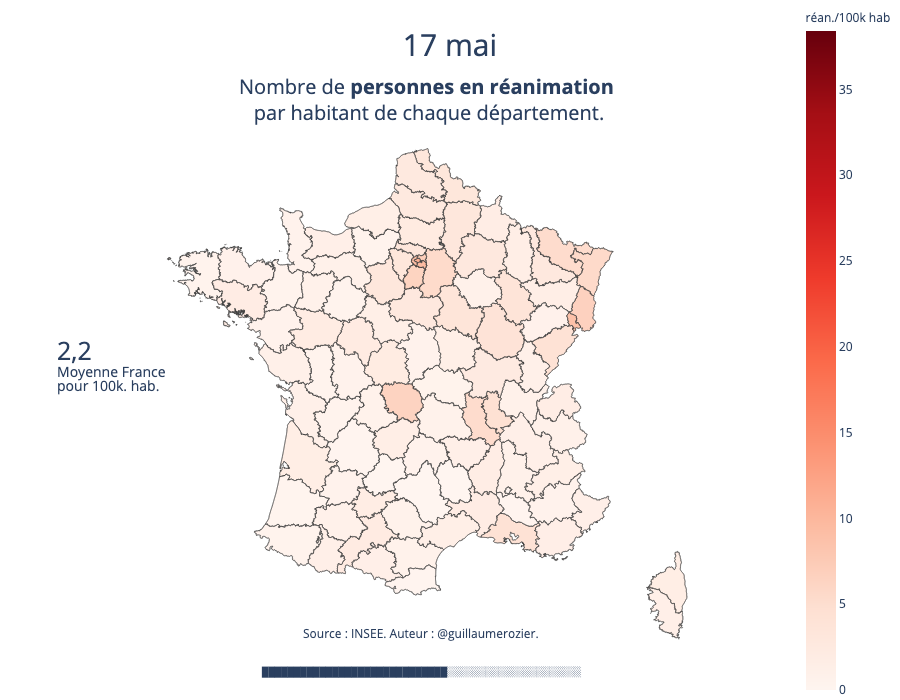 réan./100k hab
17 mai
Nombre de personnes en réanimation
par habitant de chaque département.
35
30
25
20
15
10
5
0
2,2
Moyenne France
pour 100k. hab.
Source : INSEE. Auteur : @guillaumerozier.